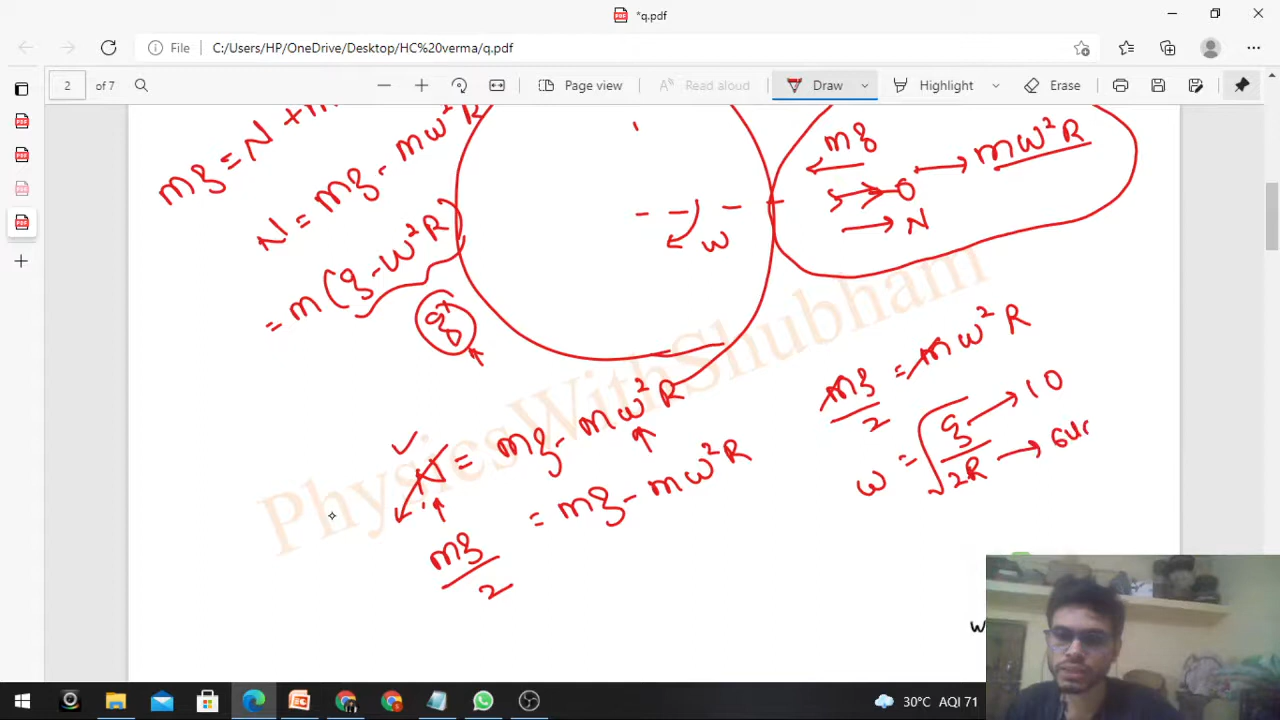 *q.pdf
File C:/Users/HP/OneDrive/Desktop/HC%20verma/q.pdf
2 of 7 Page view Read aloud Draw Highlight Erase
mg = N + m
N = mg - mω²R
= m(g - ω²R)
g'
ω
mg
mω²R
N
N = mg - mω²R
mg/2 = mg - mω²R
mg/2 = mω²R
ω = √(g/2R)
→ 10
→ 64
PhysicsWithShubham
W
30°C AQI 71